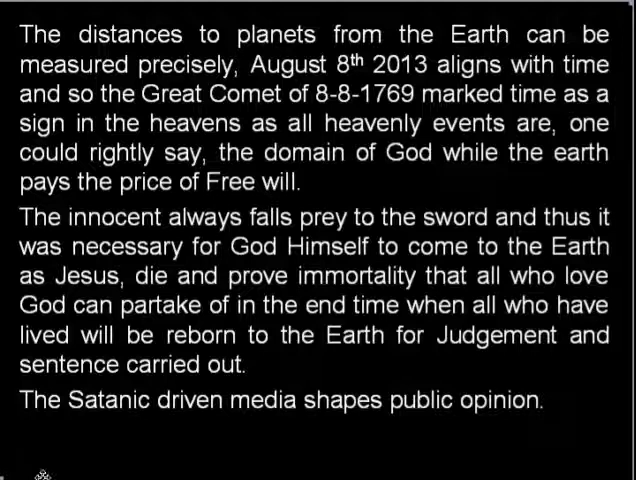 The distances to planets from the Earth can be
measured precisely, August 8th 2013 aligns with time
and so the Great Comet of 8-8-1769 marked time as a
sign in the heavens as all heavenly events are, one
could rightly say, the domain of God while the earth
pays the price of Free will.
The innocent always falls prey to the sword and thus it
was necessary for God Himself to come to the Earth
as Jesus, die and prove immortality that all who love
God can partake of in the end time when all who have
lived will be reborn to the Earth for Judgement and
sentence carried out.
The Satanic driven media shapes public opinion.